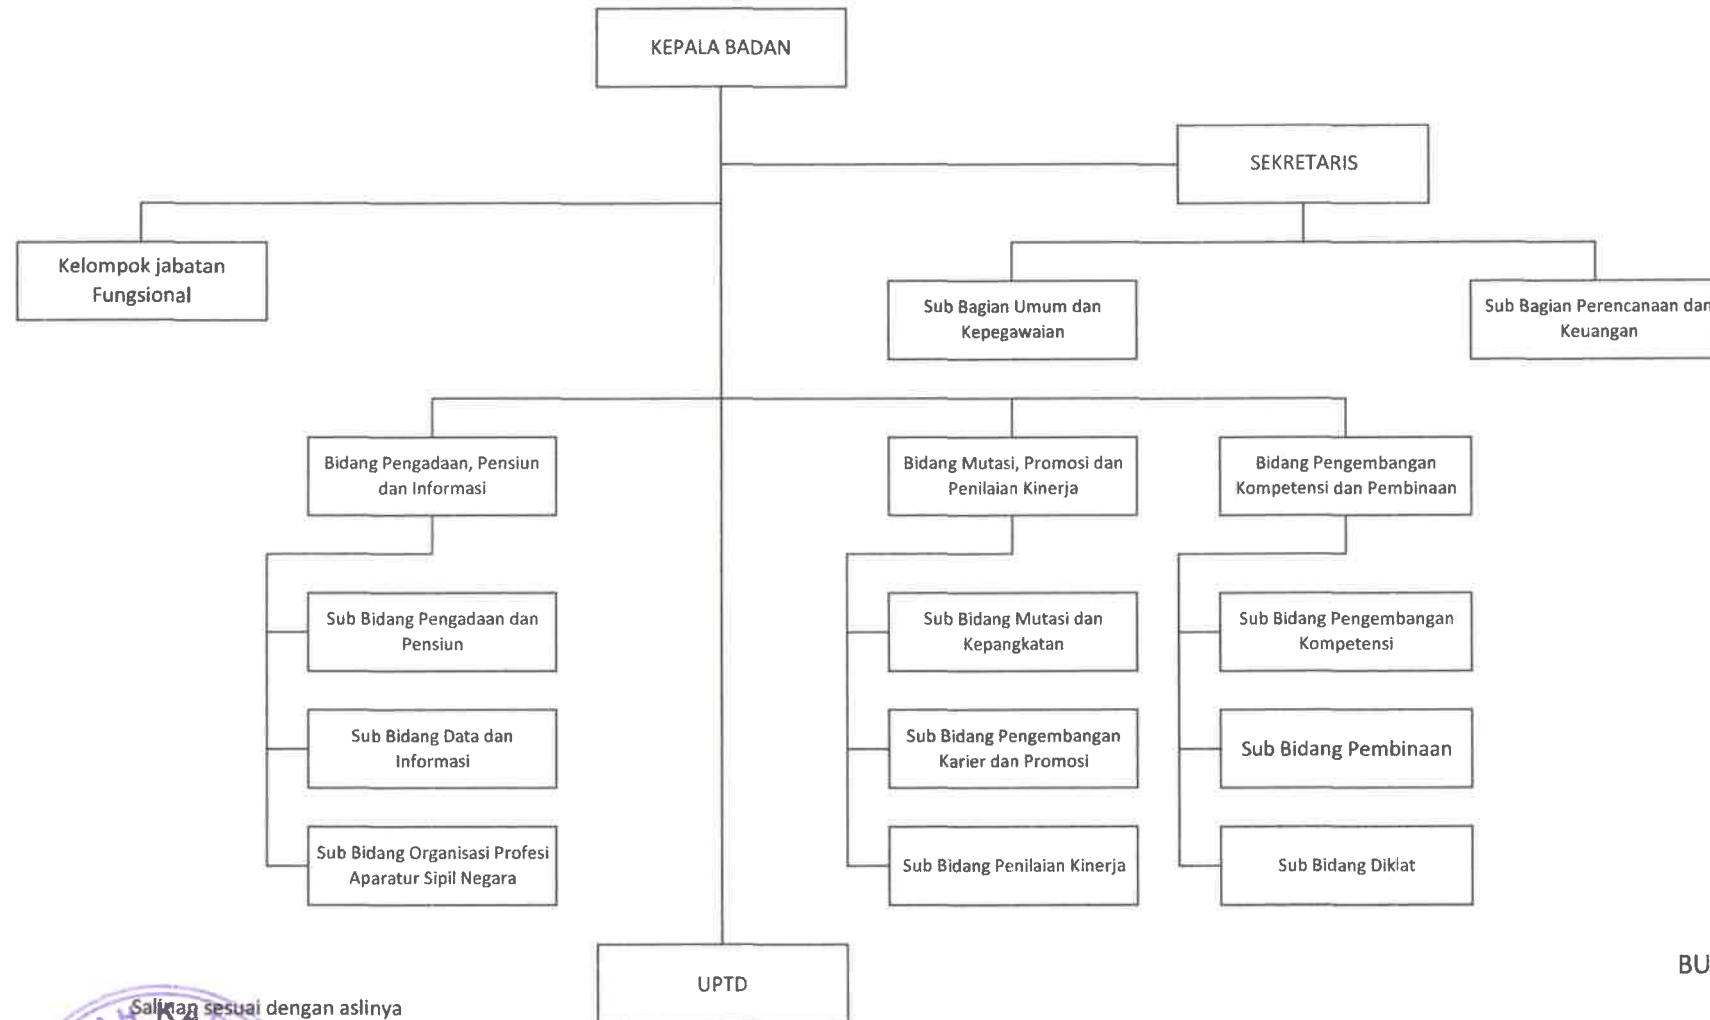 KEPALA BADAN
SEKRETARIS
Kelompok jabatan
Fungsional
Sub Bagian Umum dan
Kepegawaian
Sub Bagian Perencanaan dan
Keuangan
Bidang Pengadaan, Pensiun
dan Informasi
Bidang Mutasi, Promosi dan
Penilaian Kinerja
Bidang Pengembangan
Kompetensi dan Pembinaan
Sub Bidang Pengadaan dan
Pensiun
Sub Bidang Mutasi dan
Kepangkatan
Sub Bidang Pengembangan
Kompetensi
Sub Bidang Data dan
Informasi
Sub Bidang Pengembangan
Karier dan Promosi
Sub Bidang Pembinaan
Sub Bidang Organisasi Profesi
Aparatur Sipil Negara
Sub Bidang Penilaian Kinerja
Sub Bidang Diklat
UPTD
BU
Salinan sesuai dengan aslinya